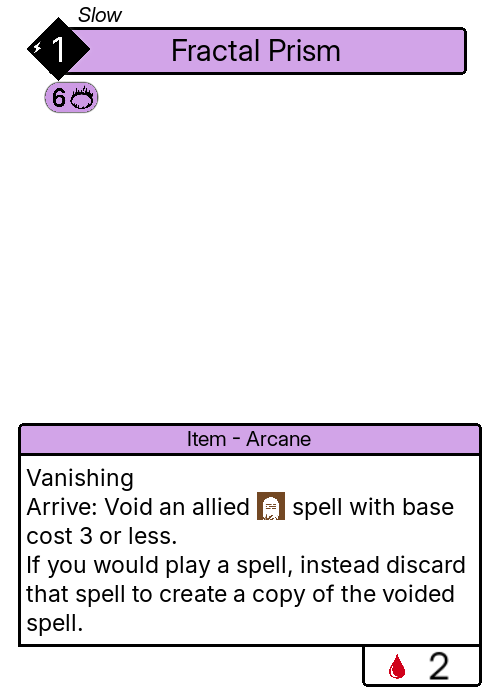 Slow
1 Fractal Prism
6
Item - Arcane
Vanishing
Arrive: Void an allied spell with base
cost 3 or less.
If you would play a spell, instead discard
that spell to create a copy of the voided
spell.
2